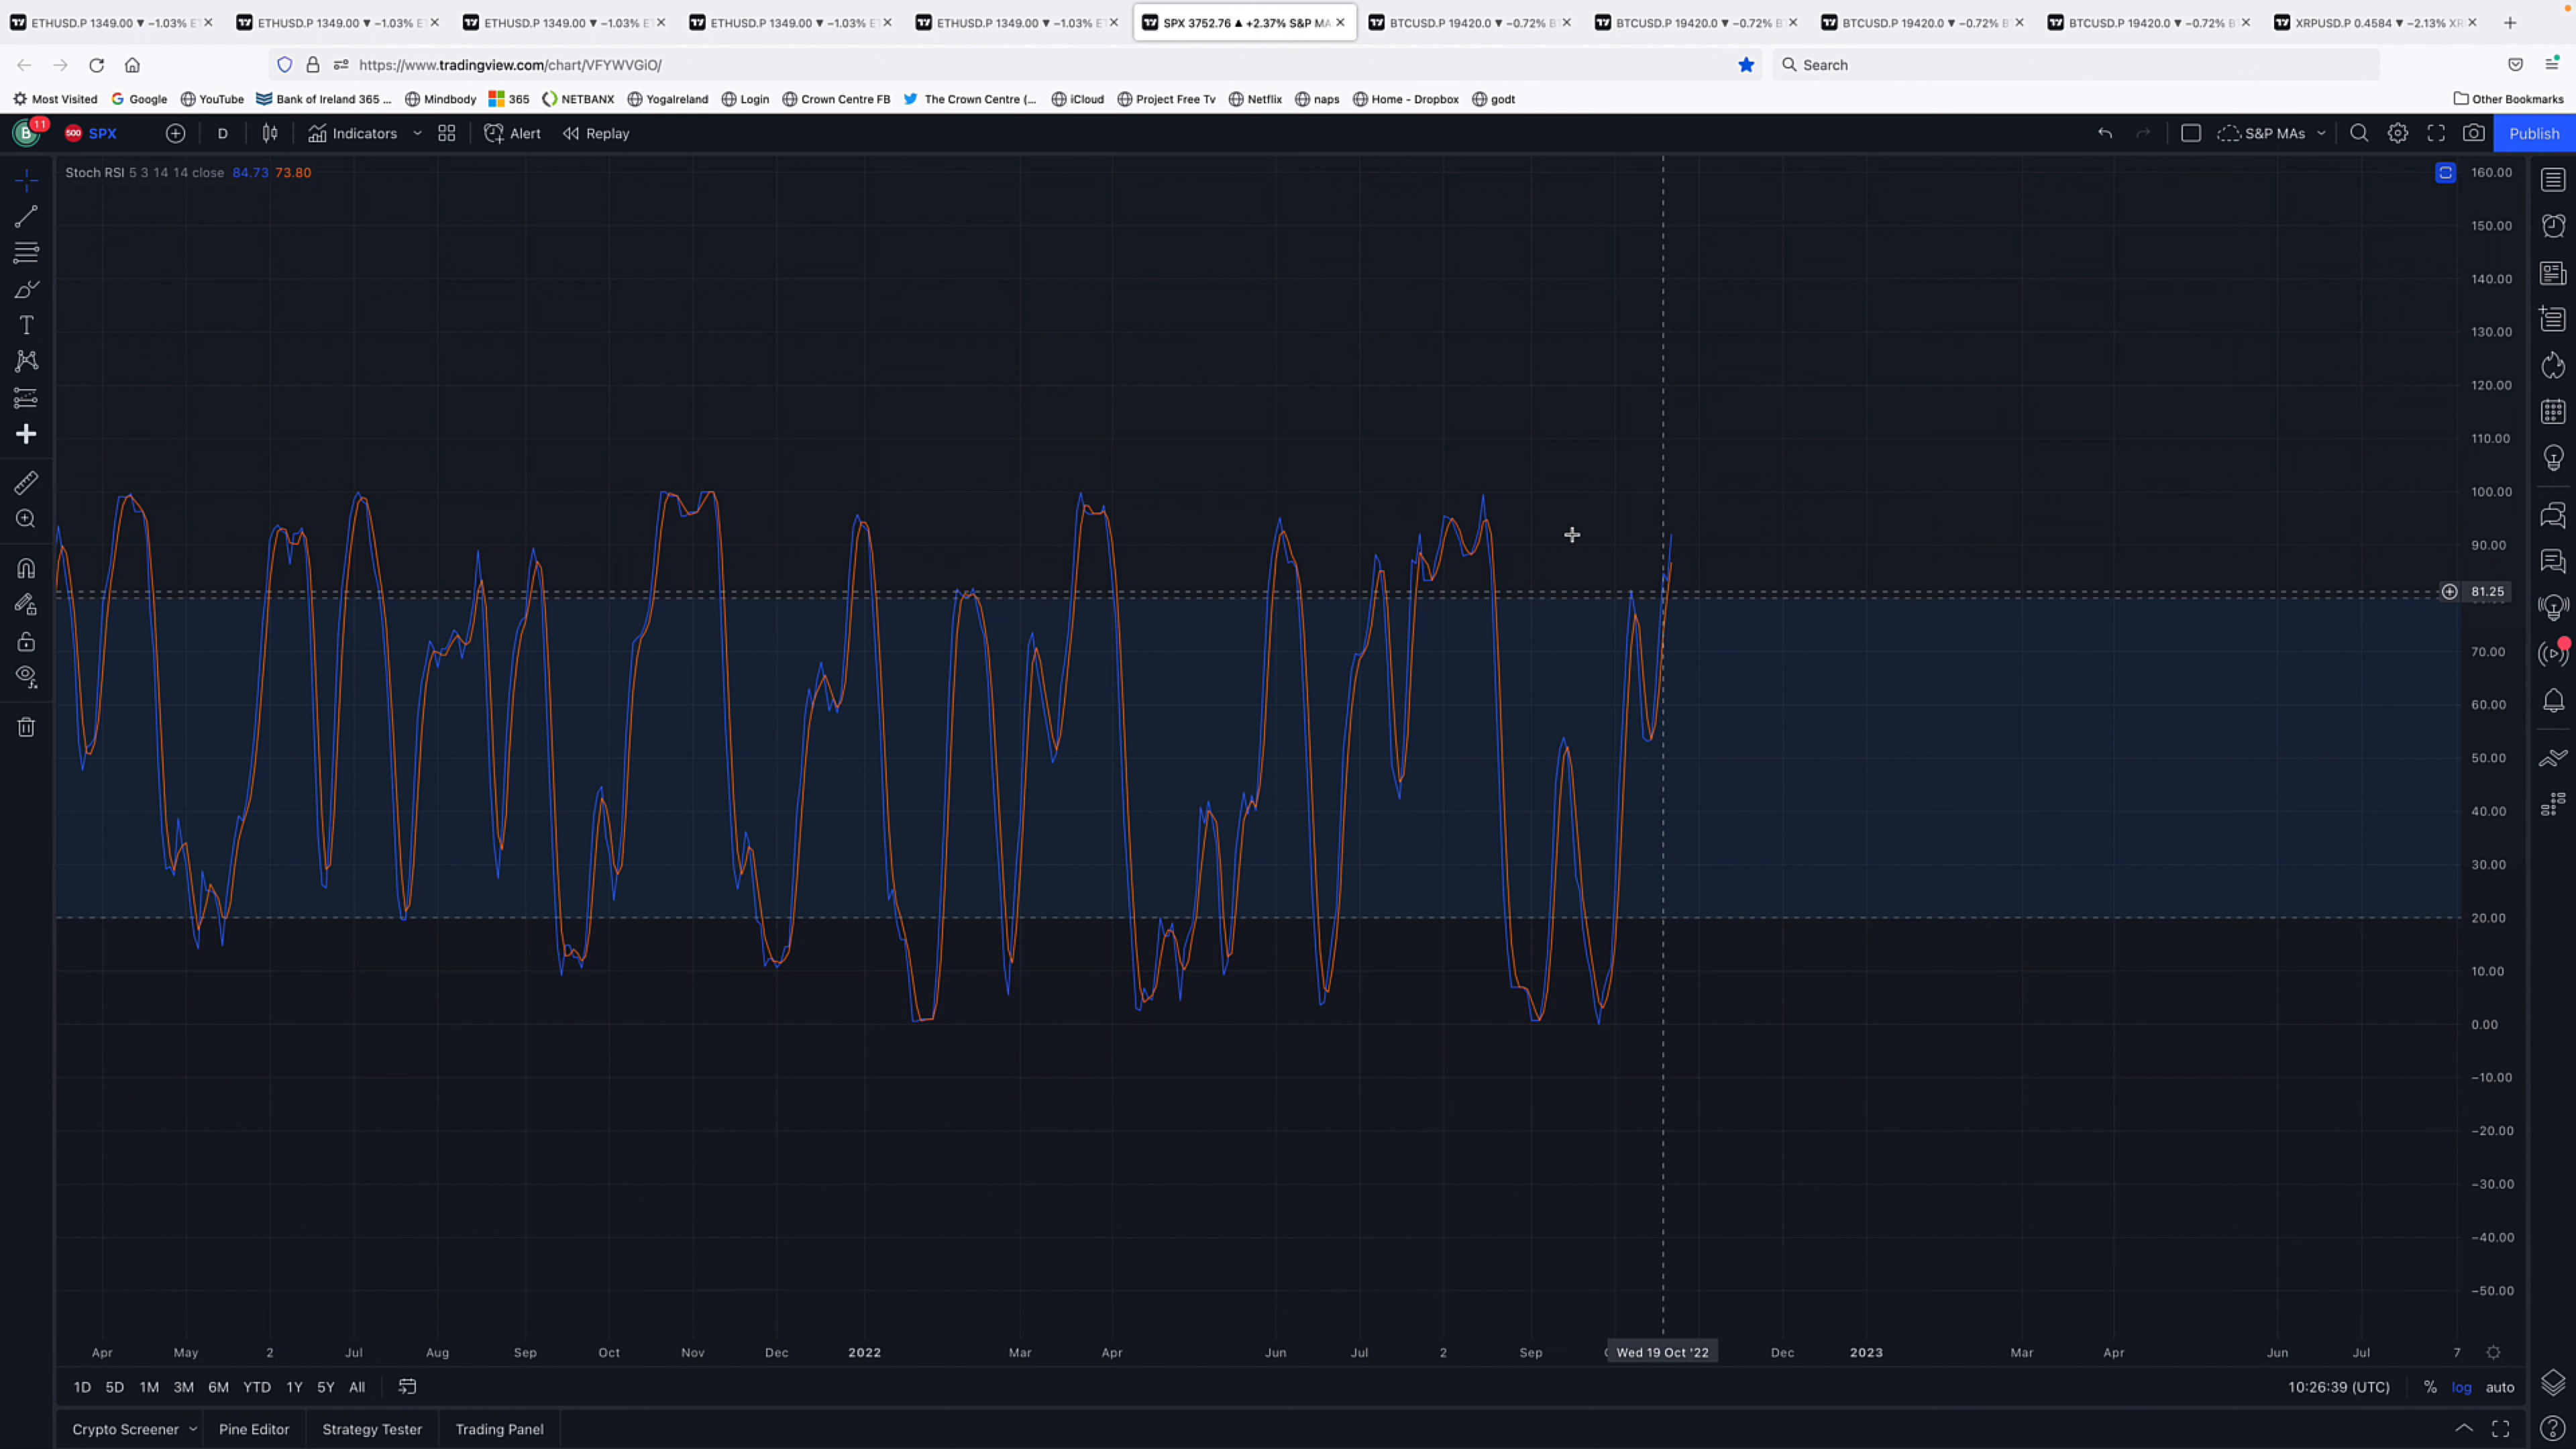 ETHUSD.P 1349.00 ▼ −1.03% ETHUSD.P 1349.00 ▼ −1.03% ETHUSD.P 1349.00 ▼ −1.03% ETHUSD.P 1349.00 ▼ −1.03% ETHUSD.P 1349.00 ▼ −1.03% SPX 3752.76 ▲ +2.37% S&P MA BTCUSD.P 19420.0 ▼ −0.72% BTCUSD.P 19420.0 ▼ −0.72% BTCUSD.P 19420.0 ▼ −0.72% BTCUSD.P 19420.0 ▼ −0.72% XRPUSD.P 0.4584 ▼ −2.13% XR
https://www.tradingview.com/chart/VFYWVGiO/ Search
Most Visited Google YouTube Bank of Ireland 365 ... Mindbody 365 NETBANX YogaIreland Login Crown Centre FB The Crown Centre (... iCloud Project Free Tv Netflix naps Home - Dropbox godt Other Bookmarks
B 11 500 SPX D Indicators Alert Replay S&P MAs Publish
Stoch RSI 5 3 14 14 close 84.73 73.80
160.00
150.00
140.00
130.00
120.00
110.00
100.00
90.00
81.25
70.00
60.00
50.00
40.00
30.00
20.00
10.00
0.00
−10.00
−20.00
−30.00
−40.00
−50.00
Apr May 2 Jul Aug Sep Oct Nov Dec 2022 Mar Apr Jun Jul 2 Sep Wed 19 Oct '22 Dec 2023 Mar Apr Jun Jul 7
1D 5D 1M 3M 6M YTD 1Y 5Y All 10:26:39 (UTC) % log auto
Crypto Screener Pine Editor Strategy Tester Trading Panel